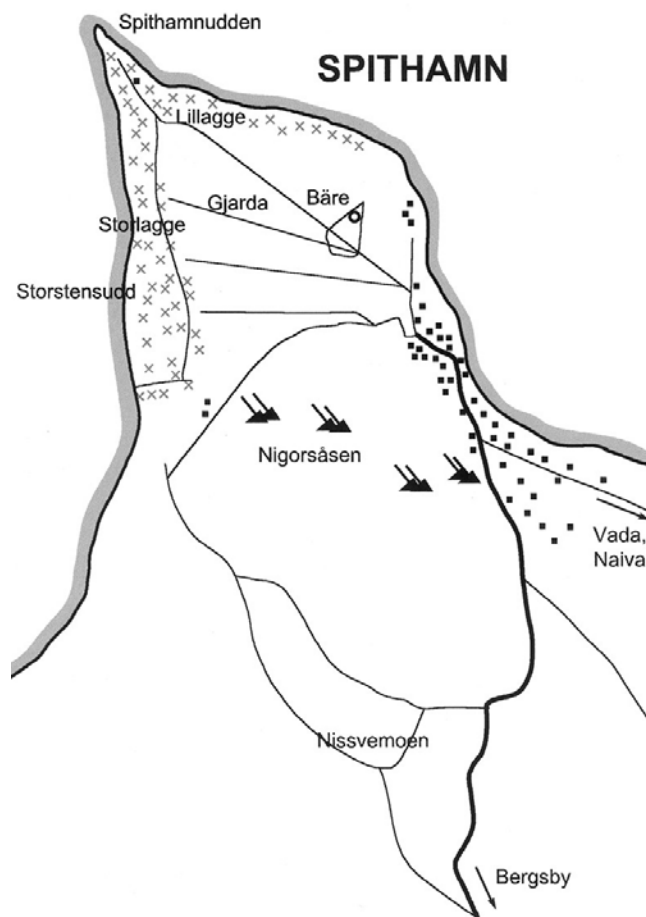 Spithamnudden
SPITHAMN
Lillagge
Gjarda
Bäre
Storlagge
Storstensudd
Nigorsåsen
Vada,
Naiva
Nissvemoen
Bergsby